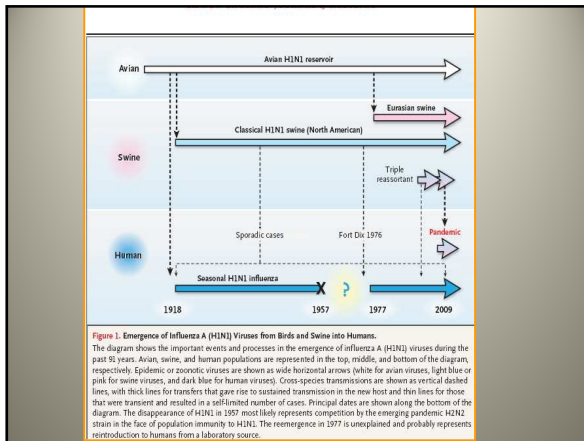 Avian H1N1 reservoir
Avian
Eurasian swine
Classical H1N1 swine (North American)
Swine
Triple
reassortant
Sporadic cases
Fort Dix 1976
Pandemic
Human
Seasonal H1N1 influenza
X
?
1918
1957
1977
2009
Figure 1. Emergence of Influenza A (H1N1) Viruses from Birds and Swine into Humans.
The diagram shows the important events and processes in the emergence of influenza A (H1N1) viruses during the
past 91 years. Avian, swine, and human populations are represented in the top, middle, and bottom of the diagram,
respectively. Epidemic or zoonotic viruses are shown as wide horizontal arrows (white for avian viruses, light blue or
pink for swine viruses, and dark blue for human viruses). Cross-species transmissions are shown as vertical dashed
lines, with thick lines for transfers that gave rise to sustained transmission in the new host and thin lines for those
that were transient and resulted in a self-limited number of cases. Principal dates are shown along the bottom of the
diagram. The disappearance of H1N1 in 1957 most likely represents competition by the emerging pandemic H2N2
strain in the face of population immunity to H1N1. The reemergence in 1977 is unexplained and probably represents
reintroduction to humans from a laboratory source.